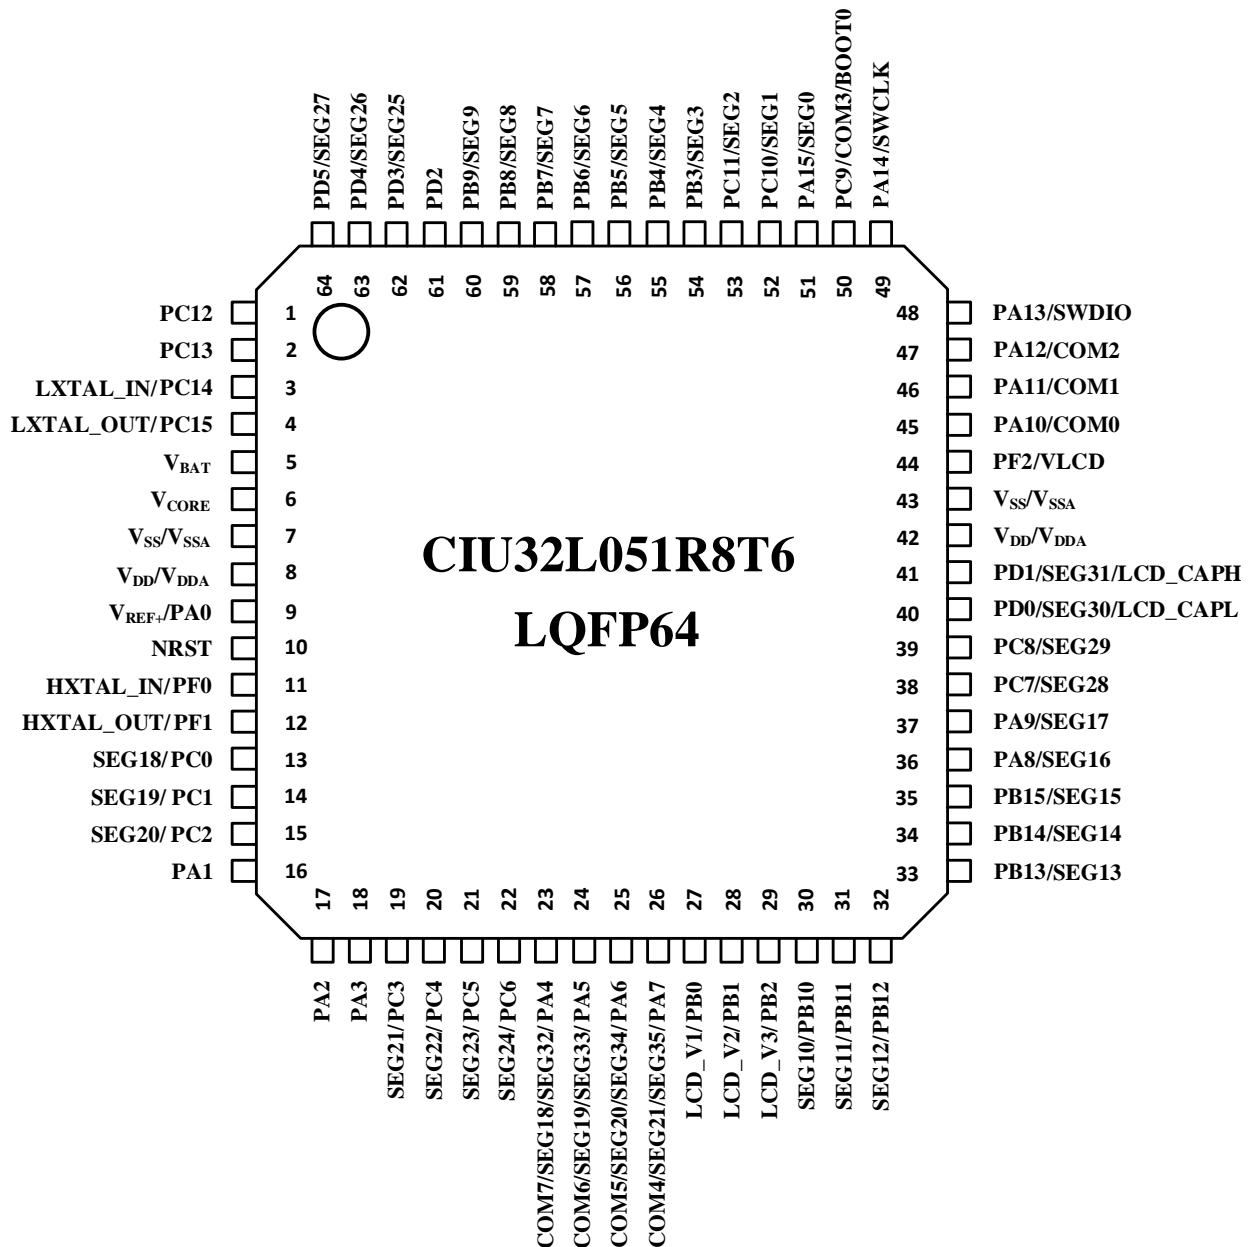 PD5/SEG27
PD4/SEG26
PD3/SEG25
PD2
PB9/SEG9
PB8/SEG8
PB7/SEG7
PB6/SEG6
PB5/SEG5
PB4/SEG4
PB3/SEG3
PC11/SEG2
PC10/SEG1
PA15/SEG0
PC9/COM3/BOOT0
PA14/SWCLK
64
63
62
61
60
59
58
57
56
55
54
53
52
51
50
49
PC12 1
PC13 2
LXTAL_IN/PC14 3
LXTAL_OUT/PC15 4
VBAT 5
VCORE 6
VSS/VSSA 7
VDD/VDDA 8
VREF+/PA0 9
NRST 10
HXTAL_IN/PF0 11
HXTAL_OUT/PF1 12
SEG18/PC0 13
SEG19/ PC1 14
SEG20/ PC2 15
PA1 16
CIU32L051R8T6
LQFP64
48 PA13/SWDIO
47 PA12/COM2
46 PA11/COM1
45 PA10/COM0
44 PF2/VLCD
43 VSS/VSSA
42 VDD/VDDA
41 PD1/SEG31/LCD_CAPH
40 PD0/SEG30/LCD_CAPL
39 PC8/SEG29
38 PC7/SEG28
37 PA9/SEG17
36 PA8/SEG16
35 PB15/SEG15
34 PB14/SEG14
33 PB13/SEG13
17
18
19
20
21
22
23
24
25
26
27
28
29
30
31
32
PA2
PA3
SEG21/PC3
SEG22/PC4
SEG23/PC5
SEG24/PC6
COM7/SEG18/SEG32/PA4
COM6/SEG19/SEG33/PA5
COM5/SEG20/SEG34/PA6
COM4/SEG21/SEG35/PA7
LCD_V1/PB0
LCD_V2/PB1
LCD_V3/PB2
SEG10/PB10
SEG11/PB11
SEG12/PB12